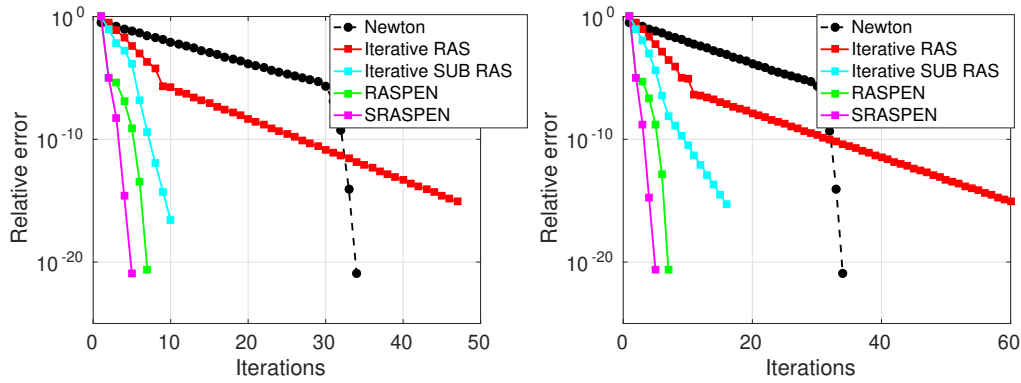 10^0
10^-10
10^-20
Relative error
0
10
20
30
40
50
Iterations
Newton
Iterative RAS
Iterative SUB RAS
RASPEN
SRASPEN
10^0
10^-10
10^-20
Relative error
0
20
40
60
Iterations
Newton
Iterative RAS
Iterative SUB RAS
RASPEN
SRASPEN